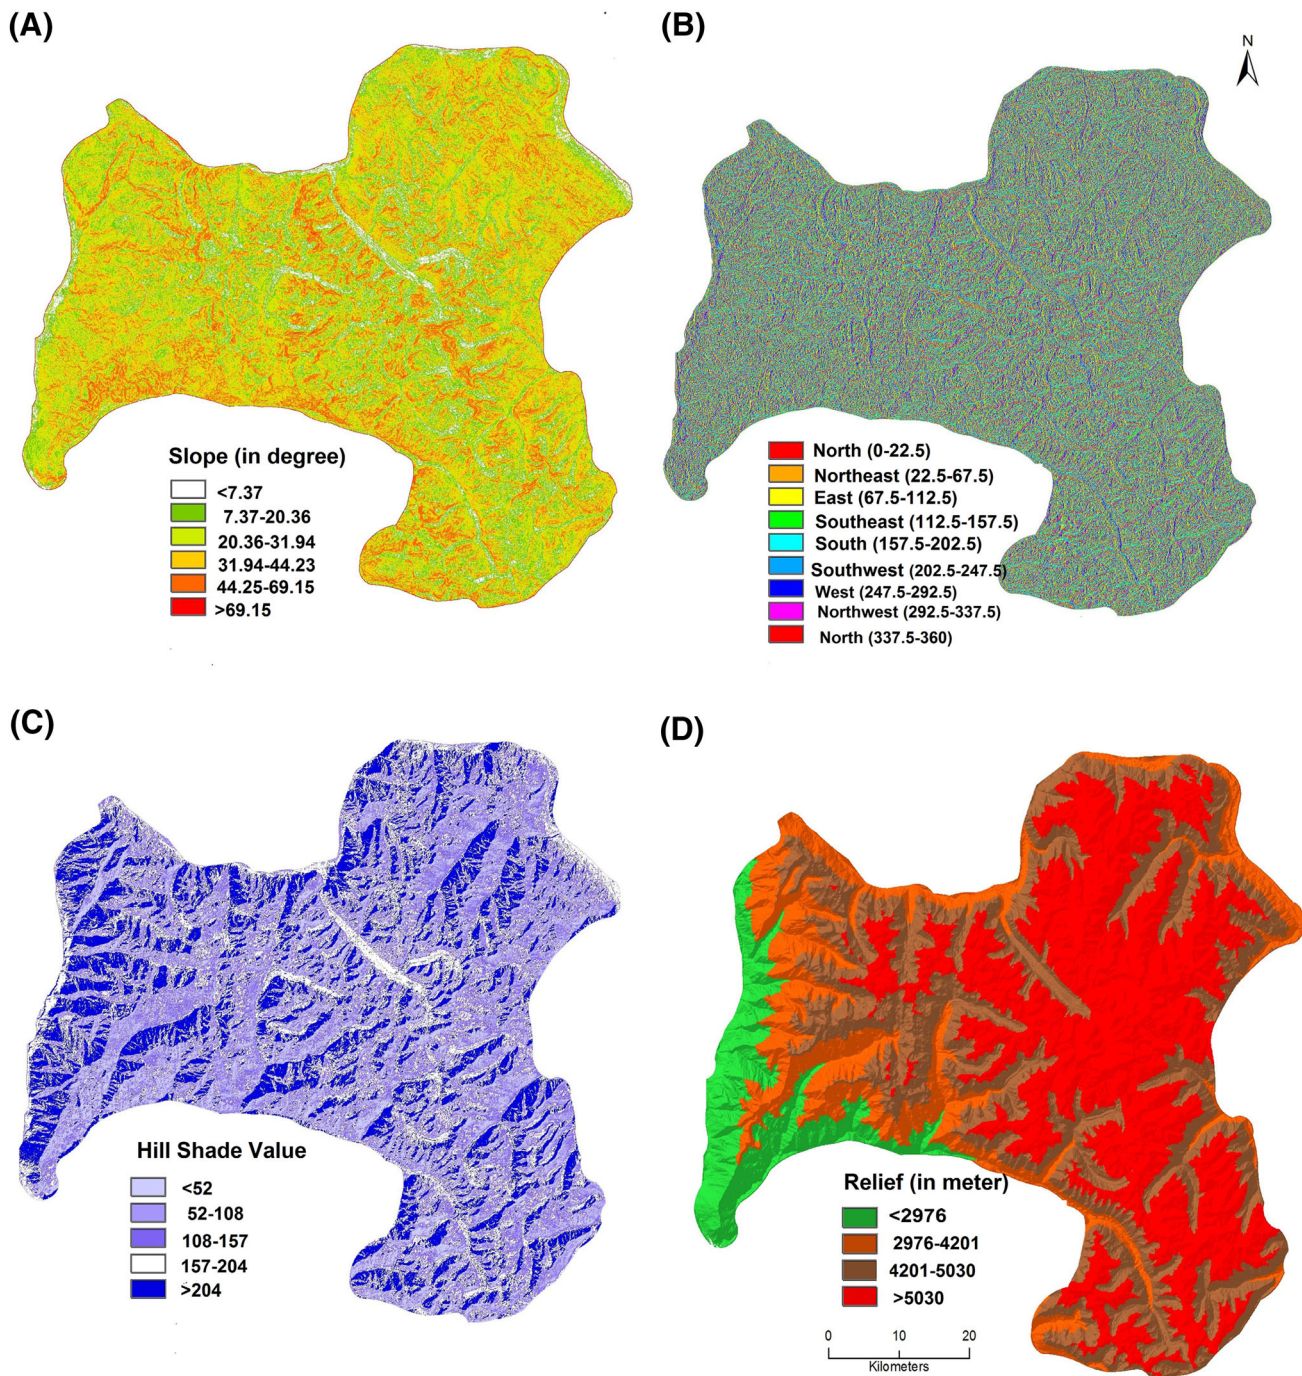 (A)
Slope (in degree)
<7.37
7.37-20.36
20.36-31.94
31.94-44.23
44.25-69.15
>69.15
(B)
N
North (0-22.5)
Northeast (22.5-67.5)
East (67.5-112.5)
Southeast (112.5-157.5)
South (157.5-202.5)
Southwest (202.5-247.5)
West (247.5-292.5)
Northwest (292.5-337.5)
North (337.5-360)
(C)
Hill Shade Value
<52
52-108
108-157
157-204
>204
(D)
Relief (in meter)
<2976
2976-4201
4201-5030
>5030
0 10 20
Kilometers